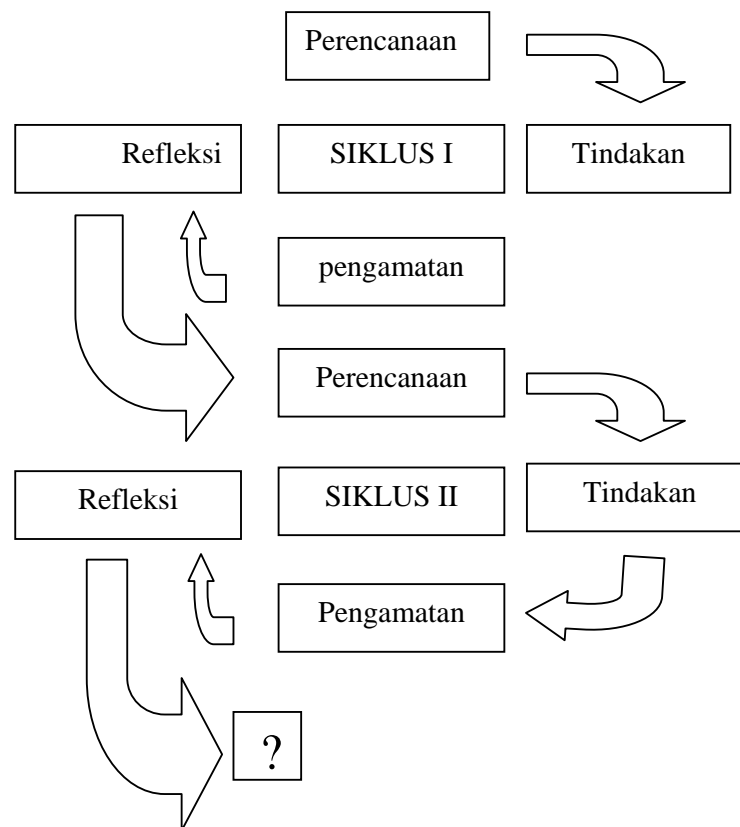 Perencanaan
Refleksi
SIKLUS I
Tindakan
pengamatan
Perencanaan
Refleksi
SIKLUS II
Tindakan
Pengamatan
?